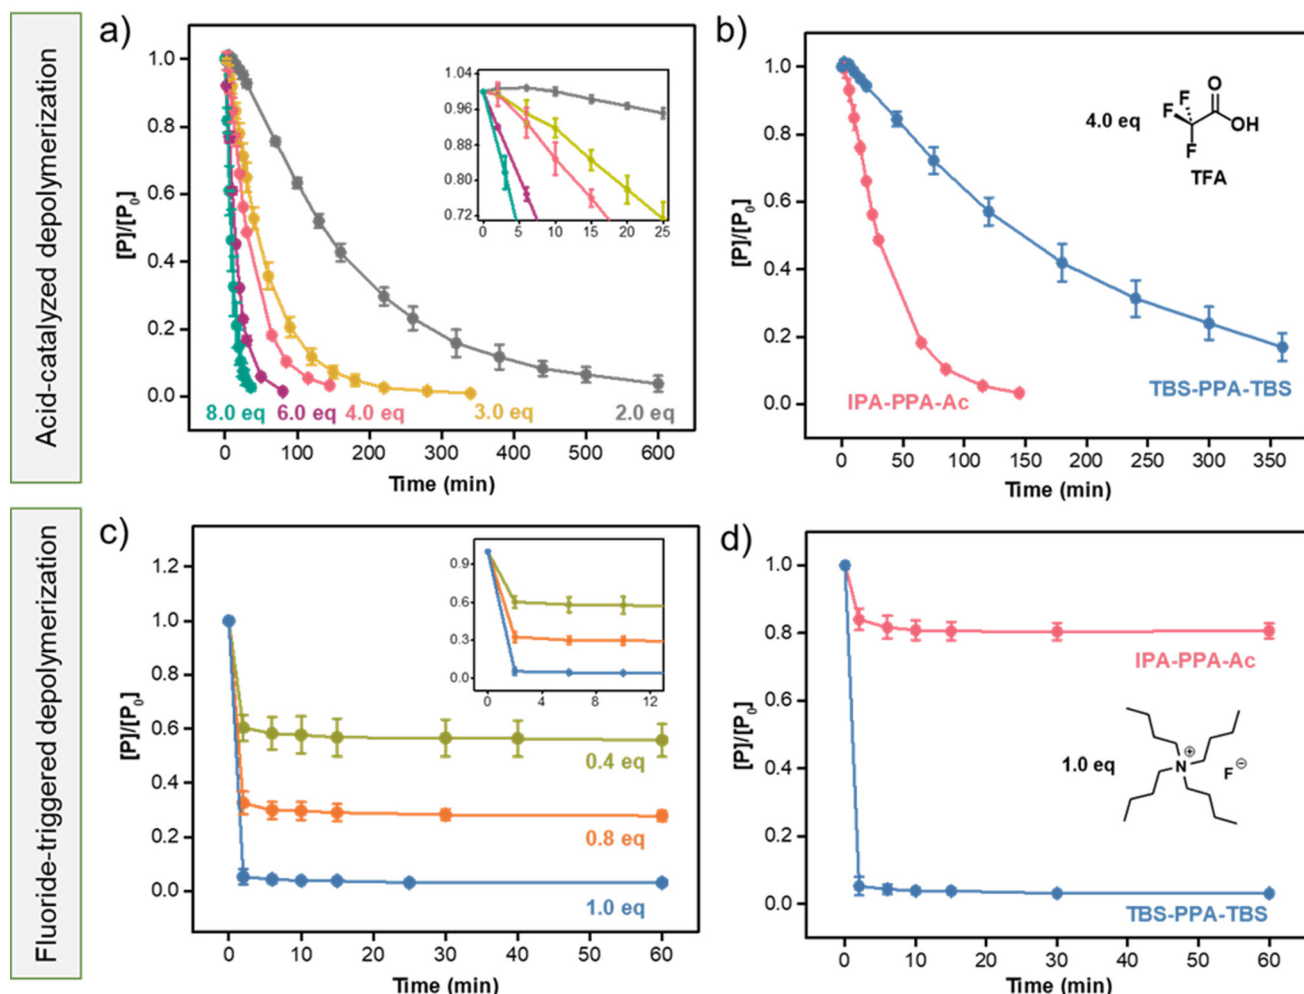 Acid-catalyzed depolymerization
a)
[P]/[P₀]
1.0
0.8
0.6
0.4
0.2
0.0
1.04
0.96
0.88
0.80
0.72
0 5 10 15 20 25
8.0 eq 6.0 eq 4.0 eq 3.0 eq 2.0 eq
0 100 200 300 400 500 600
Time (min)
b)
[P]/[P₀]
1.0
0.8
0.6
0.4
0.2
0.0
4.0 eq
F F F O OH
TFA
IPA-PPA-Ac
TBS-PPA-TBS
0 50 100 150 200 250 300 350
Time (min)
Fluoride-triggered depolymerization
c)
[P]/[P₀]
1.2
1.0
0.8
0.6
0.4
0.2
0.0
0.9
0.6
0.3
0.0
0 4 8 12
0.4 eq
0.8 eq
1.0 eq
0 10 20 30 40 50 60
Time (min)
d)
[P]/[P₀]
1.0
0.8
0.6
0.4
0.2
0.0
IPA-PPA-Ac
1.0 eq
N⊕ F⊖
TBS-PPA-TBS
0 10 20 30 40 50 60
Time (min)